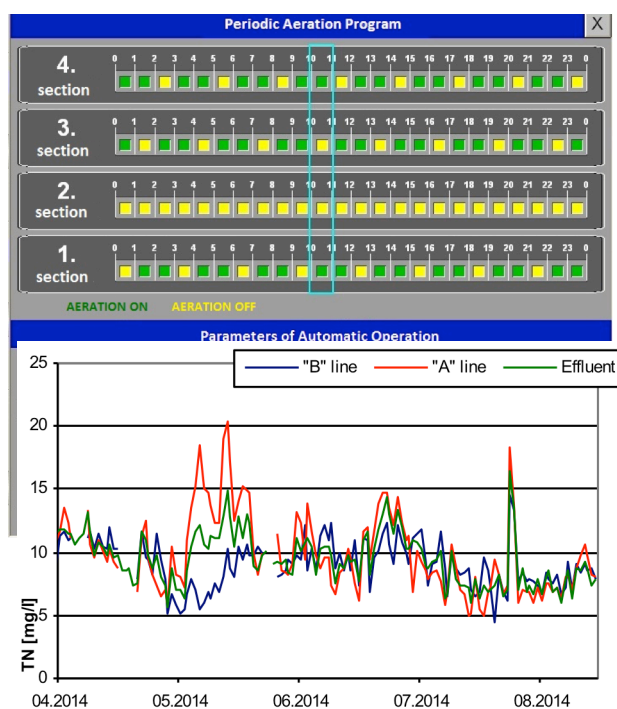 Periodic Aeration Program X
4.
section
0 1 2 3 4 5 6 7 8 9 10 11 12 13 14 15 16 17 18 19 20 21 22 23 0
3.
section
0 1 2 3 4 5 6 7 8 9 10 11 12 13 14 15 16 17 18 19 20 21 22 23 0
2.
section
0 1 2 3 4 5 6 7 8 9 10 11 12 13 14 15 16 17 18 19 20 21 22 23 0
1.
section
0 1 2 3 4 5 6 7 8 9 10 11 12 13 14 15 16 17 18 19 20 21 22 23 0
AERATION ON AERATION OFF
Parameters of Automatic Operation
"B" line "A" line Effluent
TN [mg/l]
25
20
15
10
5
0
04.2014 05.2014 06.2014 07.2014 08.2014